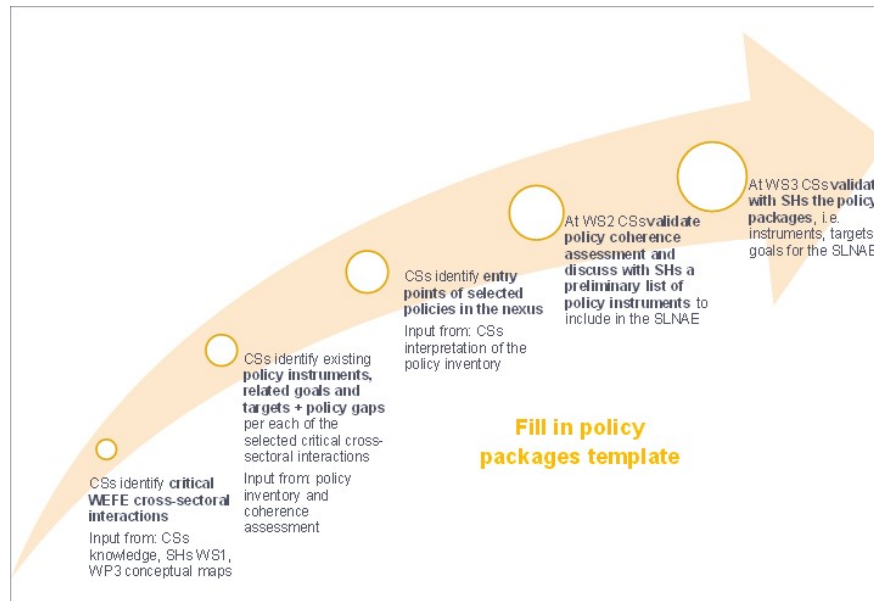 CSs identify critical
WEFE cross-sectoral
interactions
Input from: CSs
knowledge, SHs WS1,
WP3 conceptual maps
CSs identify existing
policy instruments,
related goals and
targets + policy gaps
per each of the
selected critical cross-
sectoral interactions
Input from: policy
inventory and
coherence
assessment
CSs identify entry
points of selected
policies in the nexus
Input from: CSs
interpretation of the
policy inventory
At WS2 CSsvalidate
policy coherence
assessment and
discuss with SHs a
preliminary list of
policy instruments to
include in the SLNAE
At WS3 CSs validat
with SHs the policy
packages, i.e.
instruments, targets
goals for the SLNAE
Fill in policy
packages template